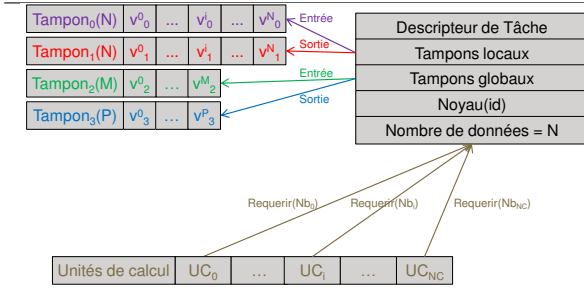 Tampon₀(N) v⁰₀ ... vⁱ₀ ... vᴺ₀
Entrée
Descripteur de Tâche
Tampon₁(N) v⁰₁ ... vⁱ₁ ... vᴺ₁
Sortie
Tampons locaux
Tampon₂(M) v⁰₂ ... vᴹ₂
Entrée
Tampons globaux
Tampon₃(P) v⁰₃ ... vᴾ₃
Sortie
Noyau(id)
Nombre de données = N
Requerir(Nb₀) Requerir(Nbᵢ) Requerir(Nb_NC)
Unités de calcul UC₀ ... UCᵢ ... UC_NC